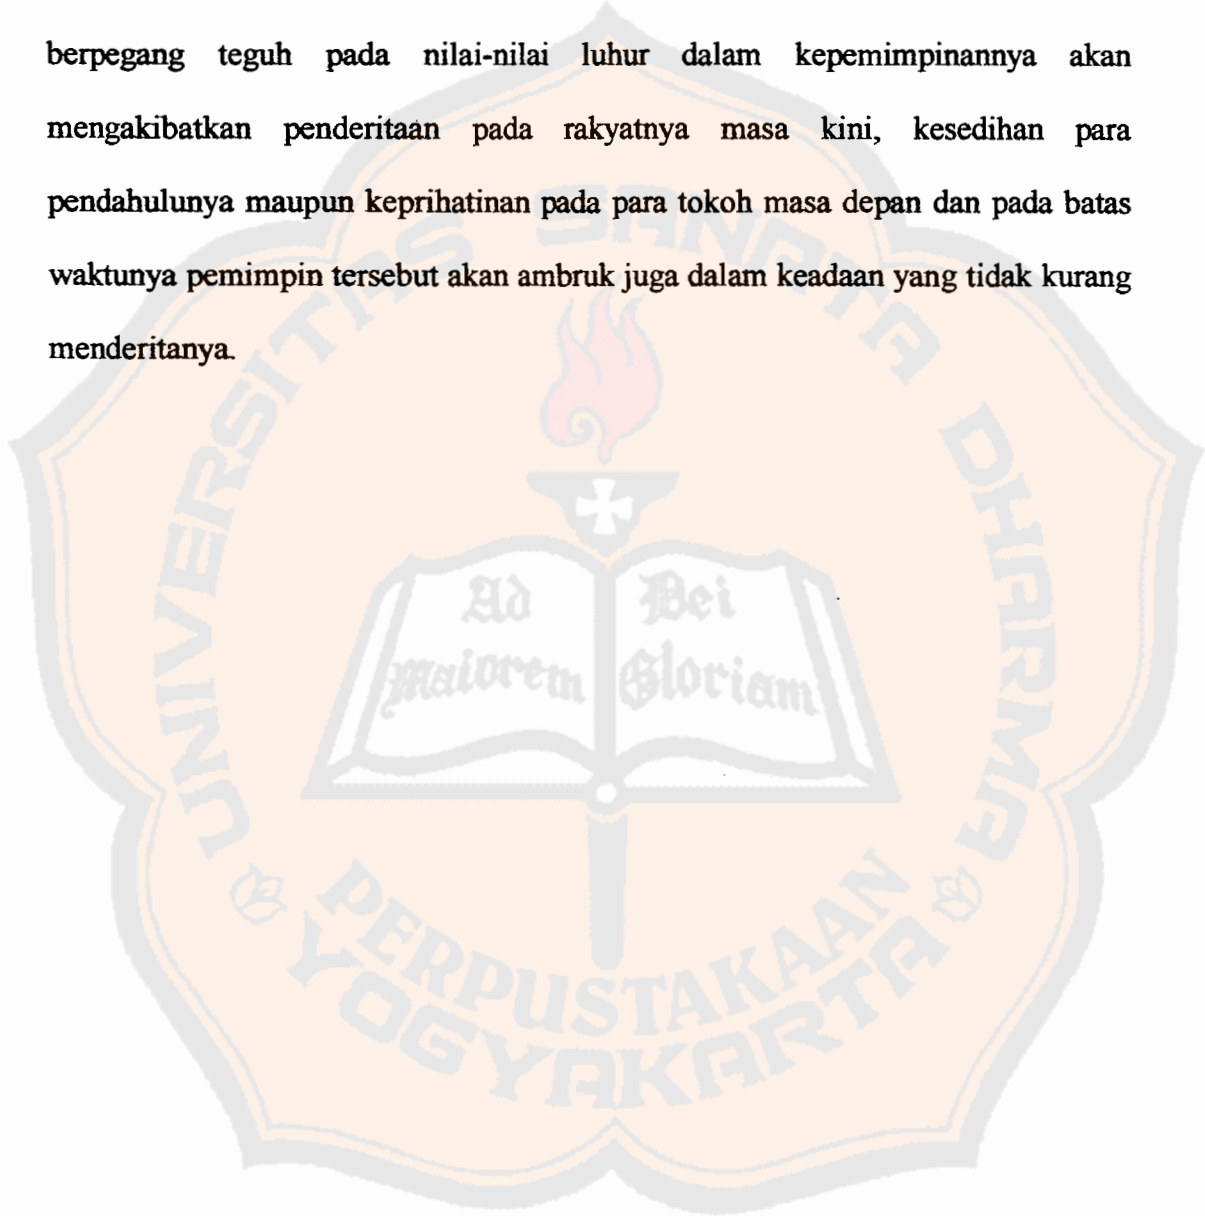 berpegang teguh pada nilai-nilai luhur dalam kepemimpinannya akan
mengakibatkan penderitaan pada rakyatnya masa kini, kesedihan para
pendahulunya maupun keprihatinan pada para tokoh masa depan dan pada batas
waktunya pemimpin tersebut akan ambruk juga dalam keadaan yang tidak kurang
menderitanya.
UNIVERSITAS SANATA DHARMA
Ad Dei
maiorem Gloriam
PERPUSTAKAAN
YOGYAKARTA